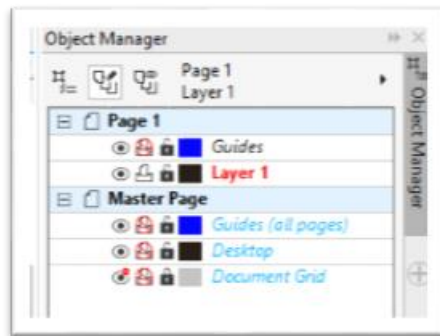 Object Manager
Page 1
Layer 1
Page 1
Guides
Layer 1
Master Page
Guides (all pages)
Desktop
Document Grid
Object Manager